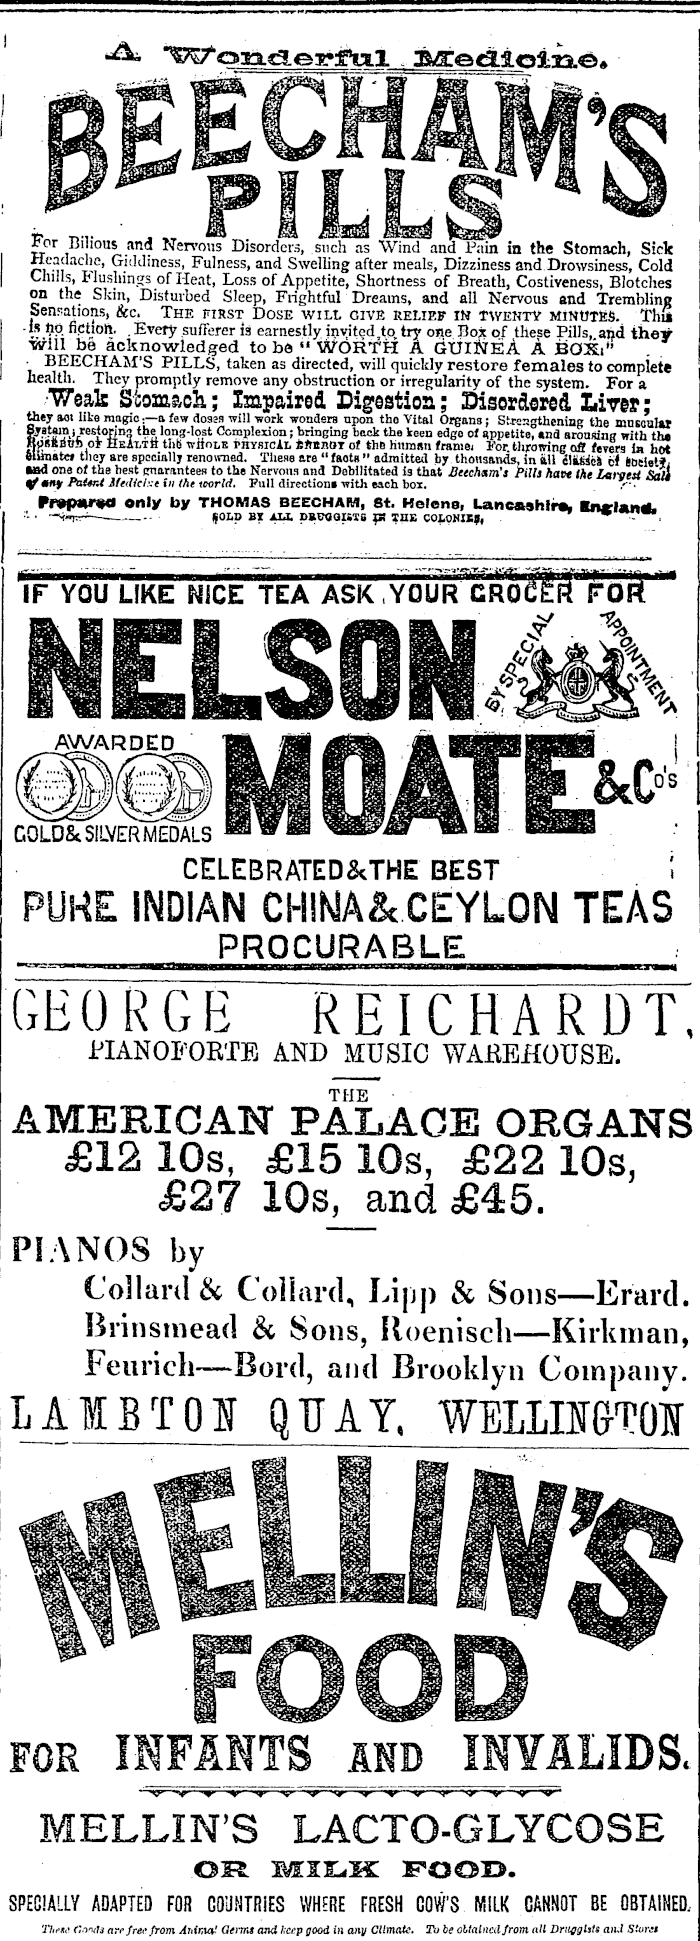 A Wonderful Medicine.
BEECHAM'S
PILLS
For Bilious and Nervous Disorders, such as Wind and Pain in the Stomach, Sick
Headache, Giddiness, Fulness, and Swelling after meals, Dizziness and Drowsiness, Cold
Chills, Flushings of Heat, Loss of Appetite, Shortness of Breath, Costiveness, Blotches
on the Skin, Disturbed Sleep, Frightful Dreams, and all Nervous and Trembling
Sensations, &c. THE FIRST DOSE WILL GIVE RELIEF IN TWENTY MINUTES. This
is no fiction. Every sufferer is earnestly invited to try one Box of these Pills, and they
will be acknowledged to be "WORTH A GUINEA A BOX."
BEECHAM'S PILLS, taken as directed, will quickly restore females to complete
health. They promptly remove any obstruction or irregularity of the system. For a
Weak Stomach; Impaired Digestion; Disordered Liver;
they act like magic:—a few doses will work wonders upon the Vital Organs; Strengthening the muscular
System; restoring the long-lost Complexion; bringing back the keen edge of appetite, and arousing with the
ROSEBUD OF HEALTH the WHOLE PHYSICAL ENERGY of the human frame. For throwing off fevers in hot
climates they are specially renowned. These are "facts" admitted by thousands, in all classes of society,
and one of the best guarantees to the Nervous and Debilitated is that Beecham's Pills have the Largest Sale
of any Patent Medicine in the world. Full directions with each box.
Prepared only by THOMAS BEECHAM, St. Helens, Lancashire, England.
SOLD BY ALL DRUGGISTS IN THE COLONIES.
IF YOU LIKE NICE TEA ASK YOUR GROCER FOR
NELSON
BY SPECIAL APPOINTMENT
AWARDED
GOLD & SILVER MEDALS
MOATE & Co's
CELEBRATED & THE BEST
PURE INDIAN CHINA & CEYLON TEAS
PROCURABLE
GEORGE REICHARDT,
PIANOFORTE AND MUSIC WAREHOUSE.
THE
AMERICAN PALACE ORGANS
£12 10s, £15 10s, £22 10s,
£27 10s, and £45.
PIANOS by
Collard & Collard, Lipp & Sons—Erard.
Brinsmead & Sons, Roenisch—Kirkman,
Feurich—Bord, and Brooklyn Company.
LAMBTON QUAY, WELLINGTON
MELLIN'S
FOOD
FOR INFANTS AND INVALIDS.
MELLIN'S LACTO-GLYCOSE
OR MILK FOOD.
SPECIALLY ADAPTED FOR COUNTRIES WHERE FRESH COW'S MILK CANNOT BE OBTAINED.
These Goods are free from Animal Germs and keep good in any Climate. To be obtained from all Druggists and Stores